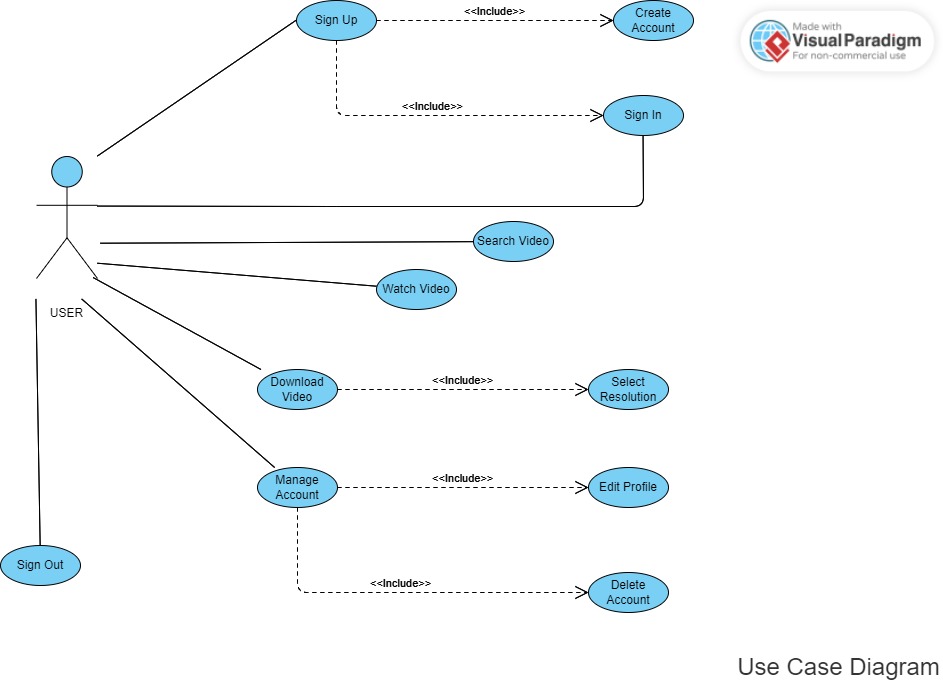 Sign Up
<<Include>>
Create
Account
Made with
Visual Paradigm
For non-commercial use
<<Include>>
Sign In
Search Video
Watch Video
USER
Download
Video
<<Include>>
Select
Resolution
Manage
Account
<<Include>>
Edit Profile
Sign Out
<<Include>>
Delete
Account
Use Case Diagram